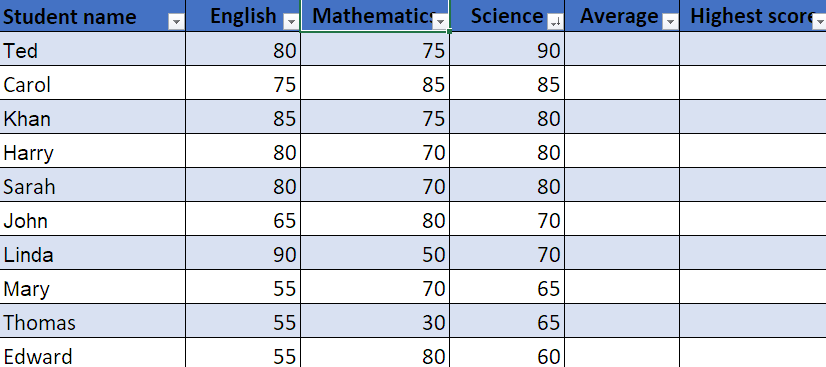 Student name English Mathematics Science Average Highest score
Ted 80 75 90
Carol 75 85 85
Khan 85 75 80
Harry 80 70 80
Sarah 80 70 80
John 65 80 70
Linda 90 50 70
Mary 55 70 65
Thomas 55 30 65
Edward 55 80 60